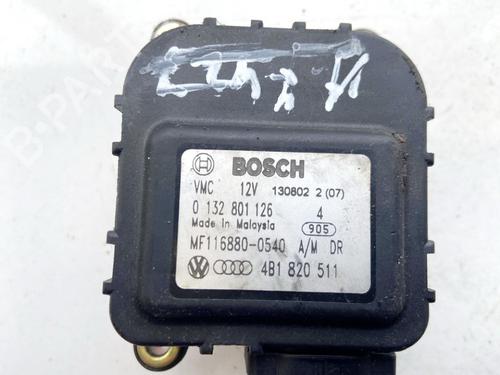 BOSCH
VMC 12V 130802 2 (07)
0 132 801 126 4
Made in Malaysia 905
MF116880-0540 A/M DR
4B1 820 511